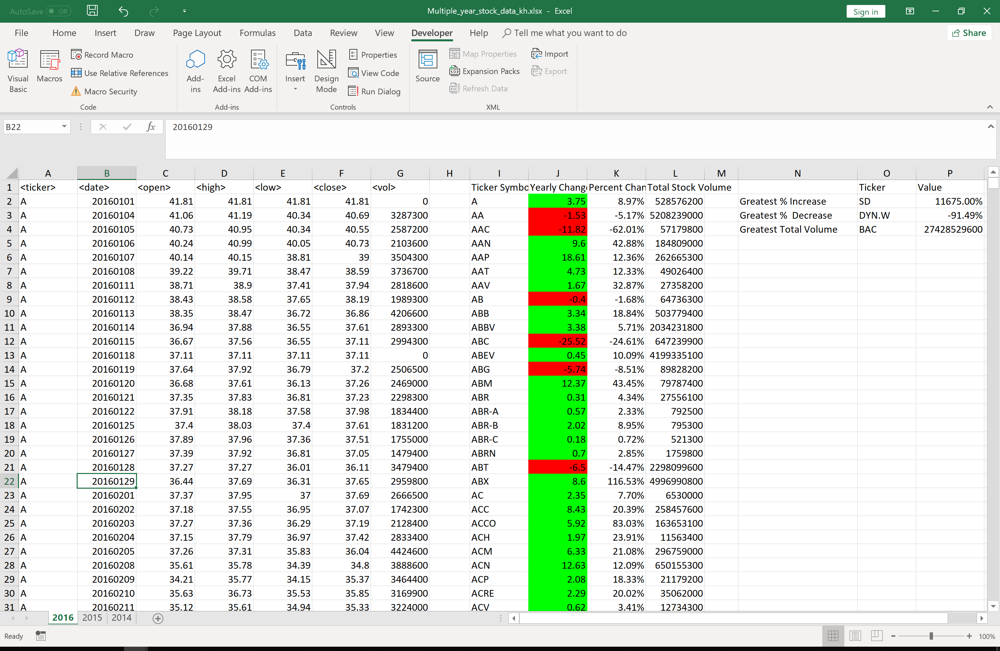 AutoSave Off Multiple_year_stock_data_kh.xlsx - Excel Sign in
File Home Insert Draw Page Layout Formulas Data Review View Developer Help Tell me what you want to do Share
Visual Basic
Macros
Record Macro
Use Relative References
Macro Security
Code
Add-ins
Excel Add-ins
COM Add-ins
Add-ins
Insert
Design Mode
Properties
View Code
Run Dialog
Controls
Source
Map Properties
Expansion Packs
Refresh Data
Import
Export
XML
B22 fx 20160129
A B C D E F G H I J K L M N O P
1 <ticker> <date> <open> <high> <low> <close> <vol> Ticker Symbo Yearly Chang Percent Chan Total Stock Volume Ticker Value
2 A 20160101 41.81 41.81 41.81 41.81 0 A 3.75 8.97% 528576200 Greatest % Increase SD 11675.00%
3 A 20160104 41.06 41.19 40.34 40.69 3287300 AA -1.53 -5.17% 5208239000 Greatest % Decrease DYN.W -91.49%
4 A 20160105 40.73 40.95 40.34 40.55 2587200 AAC -11.82 -62.01% 57179800 Greatest Total Volume BAC 27428529600
5 A 20160106 40.24 40.99 40.05 40.73 2103600 AAN 9.6 42.88% 184809000
6 A 20160107 40.14 40.15 38.81 39 3504300 AAP 18.61 12.36% 262665300
7 A 20160108 39.22 39.71 38.47 38.59 3736700 AAT 4.73 12.33% 49026400
8 A 20160111 38.71 38.9 37.41 37.94 2818600 AAV 1.67 32.87% 27358200
9 A 20160112 38.43 38.58 37.65 38.19 1989300 AB -0.4 -1.68% 64736300
10 A 20160113 38.35 38.47 36.72 36.86 4206600 ABB 3.34 18.84% 503779400
11 A 20160114 36.94 37.88 36.55 37.61 2893300 ABBV 3.38 5.71% 2034231800
12 A 20160115 36.67 37.56 36.55 37.11 2994300 ABC -25.52 -24.61% 647239900
13 A 20160118 37.11 37.11 37.11 37.11 0 ABEV 0.45 10.09% 4199335100
14 A 20160119 37.64 37.92 36.79 37.2 2506500 ABG -5.74 -8.51% 89828200
15 A 20160120 36.68 37.61 36.13 37.26 2469000 ABM 12.37 43.45% 79787400
16 A 20160121 37.35 37.83 36.81 37.23 2298300 ABR 0.31 4.34% 27556100
17 A 20160122 37.91 38.18 37.58 37.98 1834400 ABR-A 0.57 2.33% 792500
18 A 20160125 37.4 38.03 37.4 37.61 1831200 ABR-B 2.02 8.95% 795300
19 A 20160126 37.89 37.96 37.36 37.51 1755000 ABR-C 0.18 0.72% 521300
20 A 20160127 37.39 37.92 36.81 37.05 1479400 ABRN 0.7 2.85% 1759800
21 A 20160128 37.27 37.27 36.01 36.11 3479400 ABT -6.5 -14.47% 2298099600
22 A 20160129 36.44 37.69 36.31 37.65 2959800 ABX 8.6 116.53% 4996990800
23 A 20160201 37.37 37.95 37 37.69 2666500 AC 2.35 7.70% 6530000
24 A 20160202 37.18 37.55 36.95 37.07 1742300 ACC 8.43 20.39% 258457600
25 A 20160203 37.27 37.36 36.29 37.19 2128400 ACCO 5.92 83.03% 163653100
26 A 20160204 37.15 37.79 36.97 37.42 2833400 ACH 1.97 23.91% 11563400
27 A 20160205 37.26 37.31 35.83 36.04 4424600 ACM 6.33 21.08% 296759000
28 A 20160208 35.61 35.78 34.39 34.8 3888600 ACN 12.63 12.09% 650155300
29 A 20160209 34.21 35.77 34.15 35.37 3464400 ACP 2.08 18.33% 21179200
30 A 20160210 35.63 36.73 35.53 35.85 3169900 ACRE 2.29 20.02% 35062000
31 A 20160211 35.12 35.61 34.94 35.33 3224000 ACV 0.62 3.41% 12734300
2016 2015 2014
Ready 100%